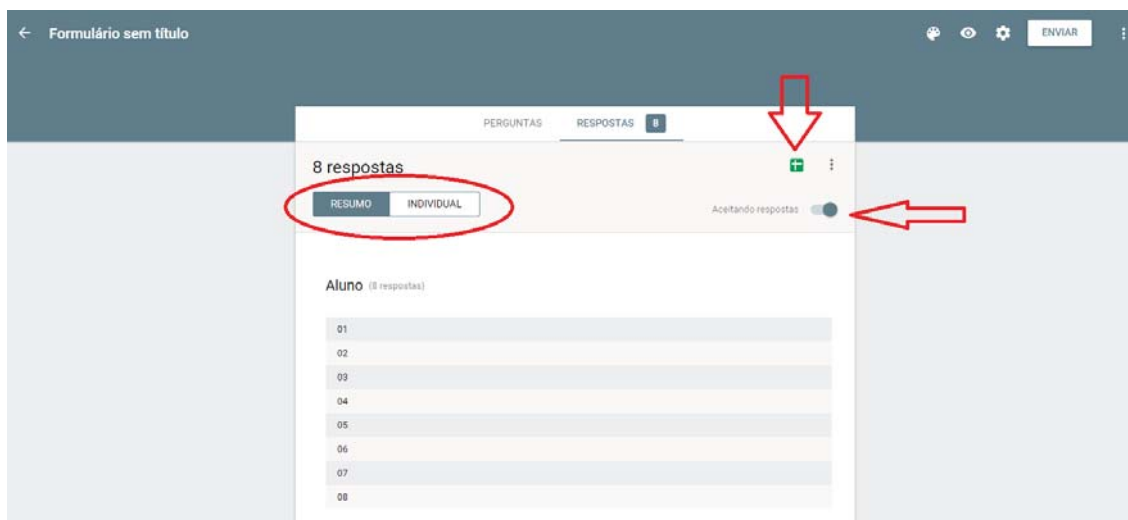 Formulário sem título
ENVIAR
PERGUNTAS RESPOSTAS 8
8 respostas
RESUMO INDIVIDUAL
Aceitando respostas
Aluno (8 respostas)
01
02
03
04
05
06
07
08